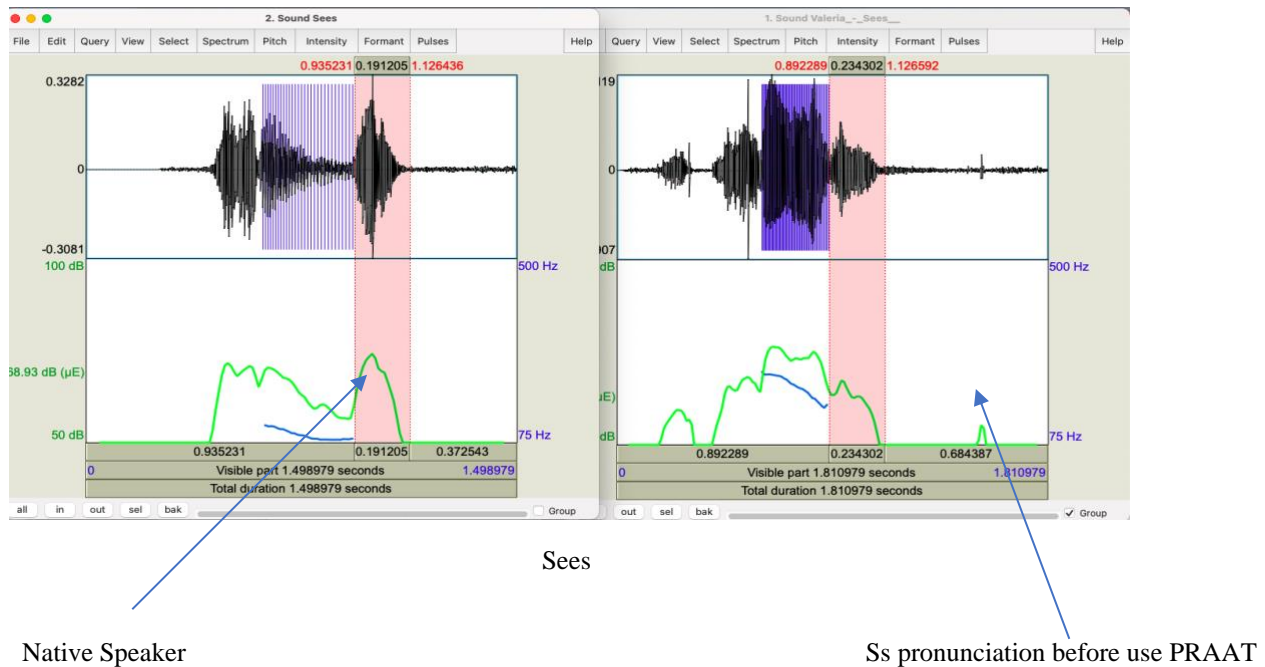 2. Sound Sees
File Edit Query View Select Spectrum Pitch Intensity Formant Pulses Help
0.935231 0.191205 1.126436
0.3282
0
-0.3081
100 dB 500 Hz
68.93 dB (µE)
50 dB 75 Hz
0.935231 0.191205 0.372543
0 Visible part 1.498979 seconds 1.498979
Total duration 1.498979 seconds
all in out sel bak Group
1. Sound Valeria_-_Sees__
Query View Select Spectrum Pitch Intensity Formant Pulses Help
0.892289 0.234302 1.126592
119
0
907
dB 500 Hz
µE)
dB 75 Hz
0.892289 0.234302 0.684387
0 Visible part 1.810979 seconds 1.810979
Total duration 1.810979 seconds
out sel bak Group
Sees
Native Speaker
Ss pronunciation before use PRAAT